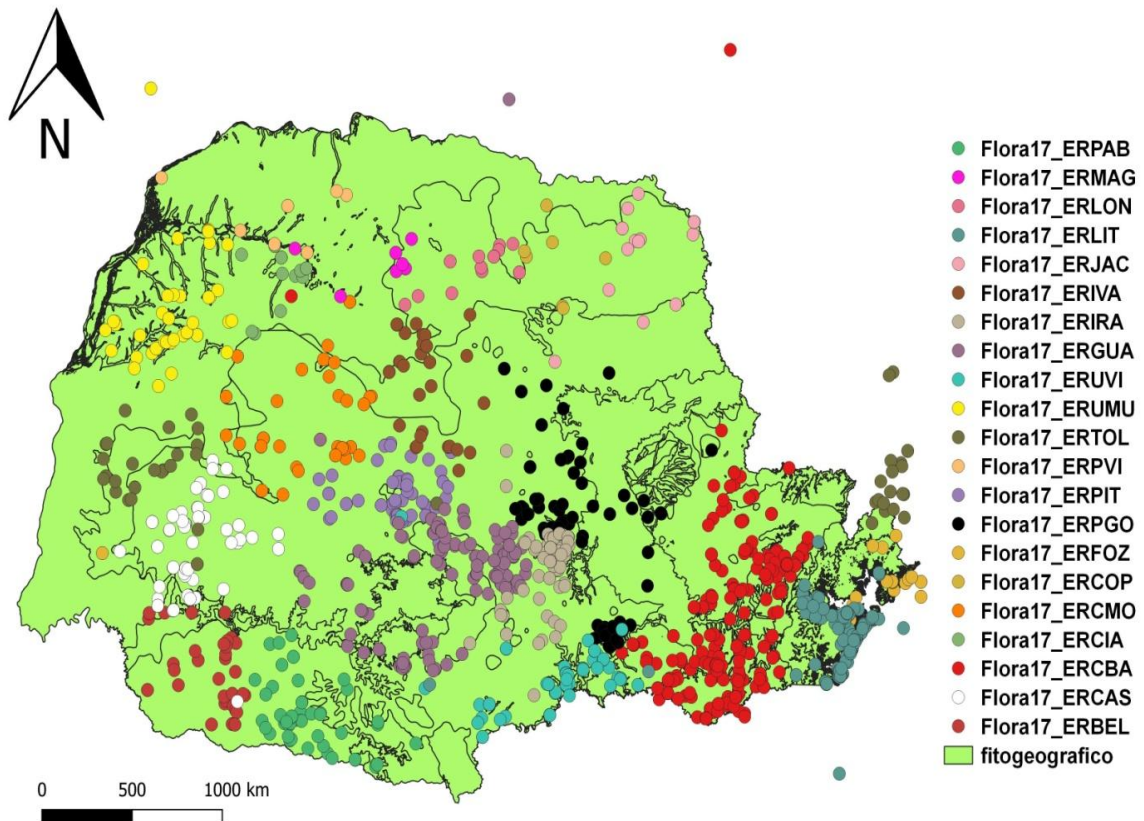 N
Flora17_ERPAB
Flora17_ERMAG
Flora17_ERLON
Flora17_ERLIT
Flora17_ERJAC
Flora17_ERIVA
Flora17_ERIRA
Flora17_ERGUA
Flora17_ERUVI
Flora17_ERUMU
Flora17_ERTOL
Flora17_ERPVI
Flora17_ERPIT
Flora17_ERPGO
Flora17_ERFOZ
Flora17_ERCOP
Flora17_ERCMO
Flora17_ERCIA
Flora17_ERCBA
Flora17_ERCAS
Flora17_ERBEL
fitogeografico
0 500 1000 km